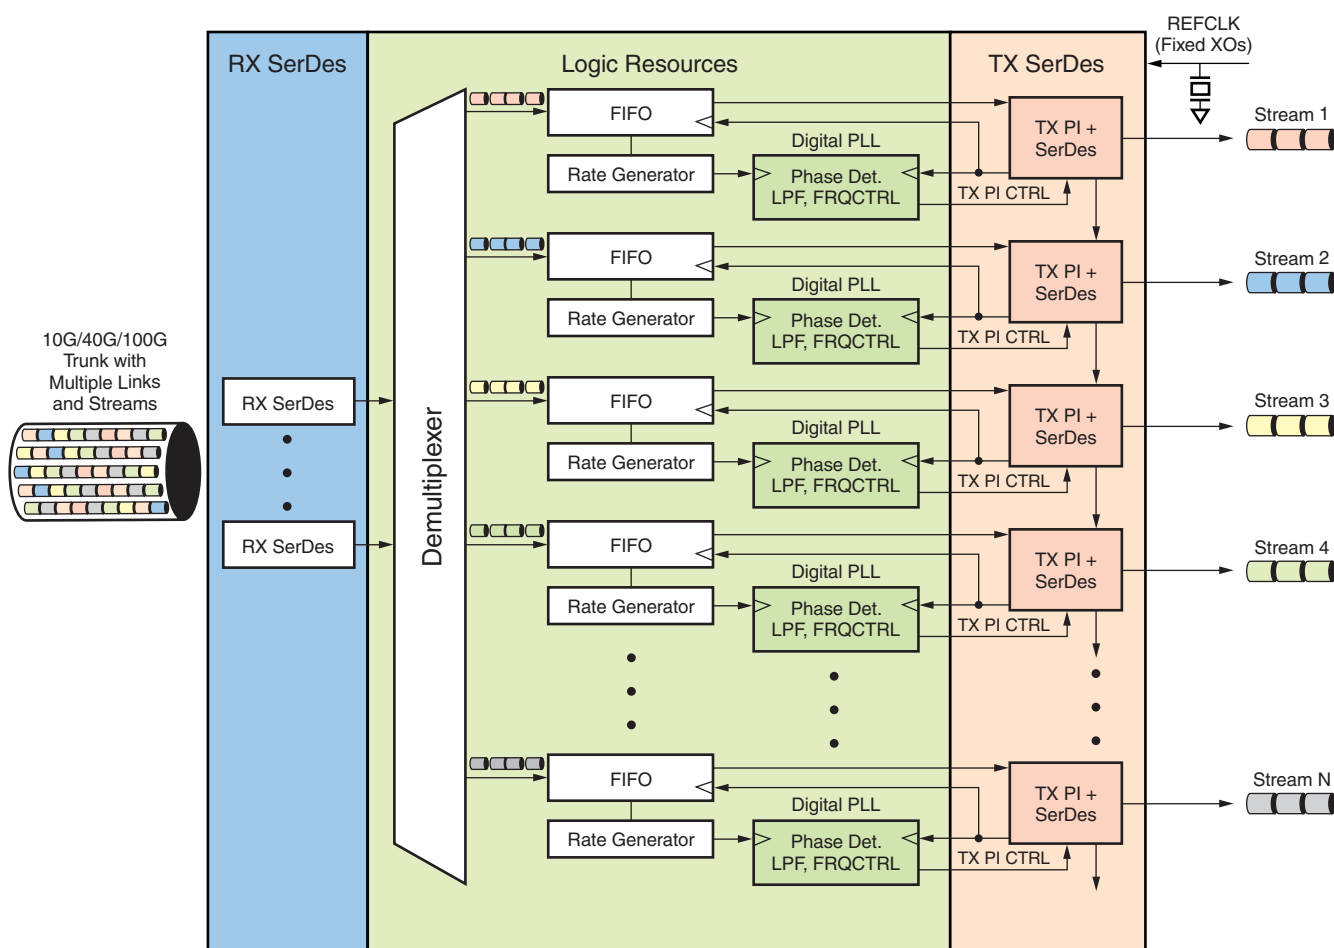 REFCLK
(Fixed XOs)
RX SerDes
Logic Resources
TX SerDes
FIFO
Rate Generator
Digital PLL
Phase Det.
LPF, FRQCTRL
TX PI CTRL
TX PI +
SerDes
Stream 1
FIFO
Rate Generator
Digital PLL
Phase Det.
LPF, FRQCTRL
TX PI CTRL
TX PI +
SerDes
Stream 2
10G/40G/100G
Trunk with
Multiple Links
and Streams
RX SerDes
RX SerDes
Demultiplexer
FIFO
Rate Generator
Digital PLL
Phase Det.
LPF, FRQCTRL
TX PI CTRL
TX PI +
SerDes
Stream 3
FIFO
Rate Generator
Digital PLL
Phase Det.
LPF, FRQCTRL
TX PI CTRL
TX PI +
SerDes
Stream 4
FIFO
Rate Generator
Digital PLL
Phase Det.
LPF, FRQCTRL
TX PI CTRL
TX PI +
SerDes
Stream N